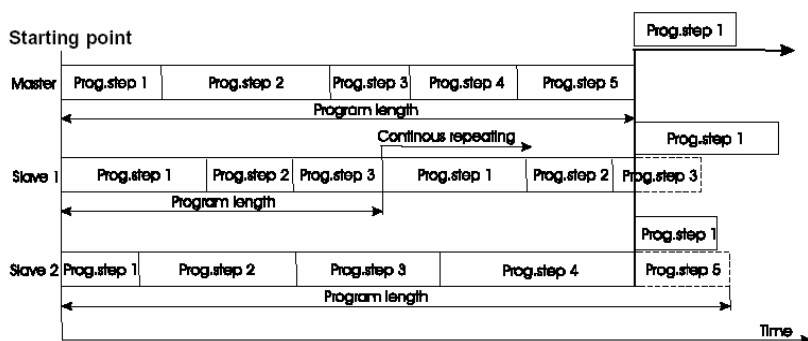 Prog.step 1
Starting point
Master Prog.step 1 Prog.step 2 Prog.step 3 Prog.step 4 Prog.step 5
Program length
Continous repeating
Prog.step 1
Slave 1 Prog.step 1 Prog.step 2 Prog.step 3 Prog.step 1 Prog.step 2 Prog.step 3
Program length
Prog.step 1
Slave 2 Prog.step 1 Prog.step 2 Prog.step 3 Prog.step 4 Prog.step 5
Program length
Time